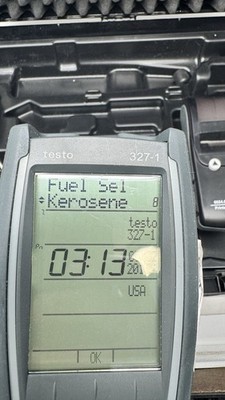 testo 327-1
Fuel Sel
Kerosene 8
testo
327-1
03:13
USA
OK